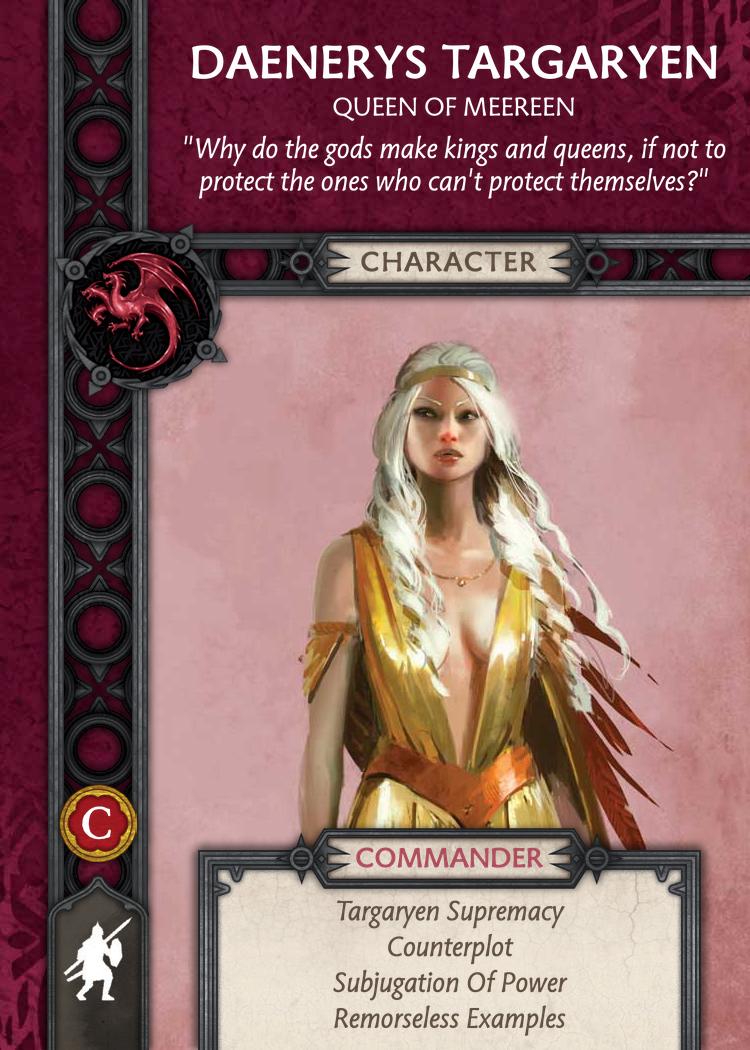 DAENERYS TARGARYEN
QUEEN OF MEEREEN
"Why do the gods make kings and queens, if not to
protect the ones who can't protect themselves?"
CHARACTER
C
COMMANDER
Targaryen Supremacy
Counterplot
Subjugation Of Power
Remorseless Examples